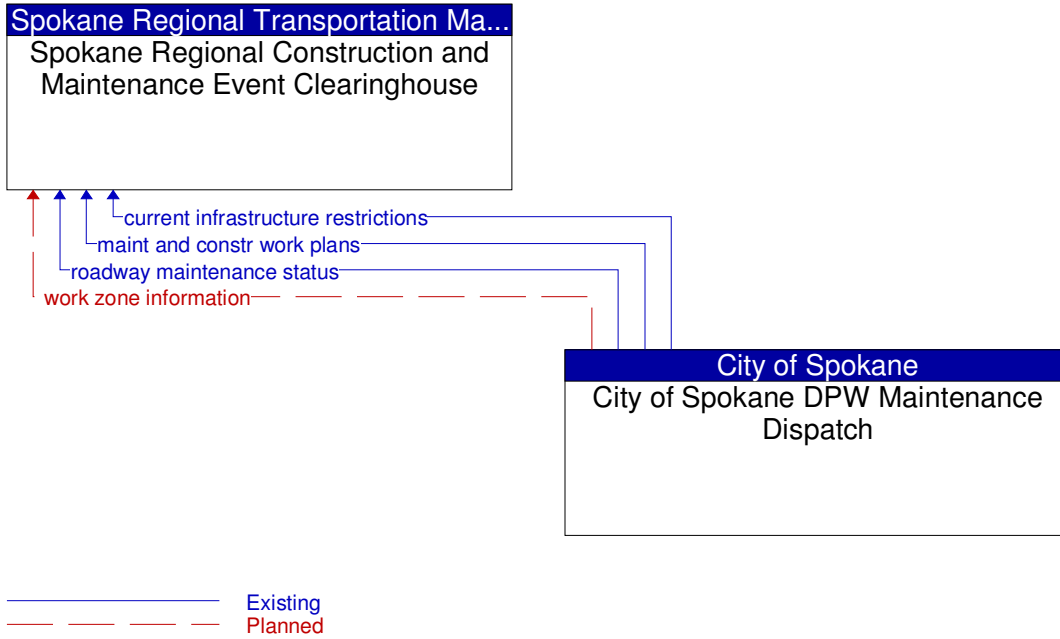 Spokane Regional Transportation Ma...
Spokane Regional Construction and
Maintenance Event Clearinghouse
current infrastructure restrictions
maint and constr work plans
roadway maintenance status
work zone information
City of Spokane
City of Spokane DPW Maintenance
Dispatch
Existing
Planned